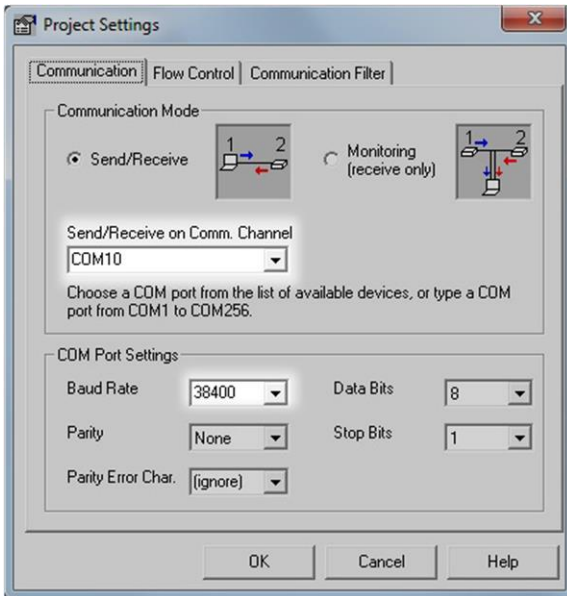 Project Settings
Communication
Flow Control
Communication Filter
Communication Mode
Send/Receive
1 2
Monitoring
(receive only)
1 2
Send/Receive on Comm. Channel
COM10
Choose a COM port from the list of available devices, or type a COM
port from COM1 to COM256.
COM Port Settings
Baud Rate
38400
Data Bits
8
Parity
None
Stop Bits
1
Parity Error Char.
(ignore)
OK
Cancel
Help